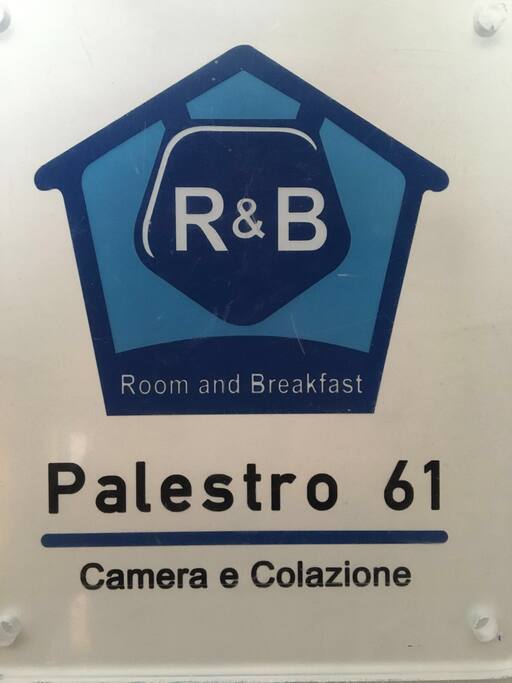 R&B
Room and Breakfast
Palestro 61
Camera e Colazione